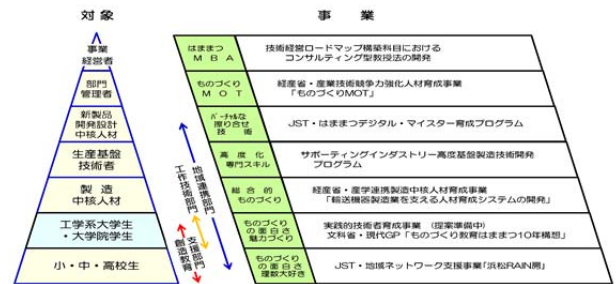 対象
事業
事業
経営者
部門
管理者
新製品
開発設計
中核人材
生産基盤
技術者
製造
中核人材
工学系大学生
・大学院学生
小・中・高校生
工作技術部門
地域連携部門
創造教育
支援部門
はままつ
MBA
技術経営ロードマップ構築科目における
コンサルティング型教授法の開発
ものづくり
MOT
経産省・産業技術競争力強化人材育成事業
「ものづくりMOT」
バーチャルな
擦り合せ
技術
JST・はままつデジタル・マイスター育成プログラム
高度化
専門スキル
サポーティングインダストリー高度基盤製造技術開発
プログラム
総合的
ものづくり
経産省・産学連携製造中核人材育成事業
「輸送機器製造業を支える人材育成システムの開発」
ものづくり
の面白さ
魅力づくり
実践的技術者育成事業 (提案準備中)
文科省・現代GP「ものづくり教育はままつ10年構想」
ものづくり
の面白さ
理数大好き
JST・地域ネットワーク支援事業「浜松RAIN房」